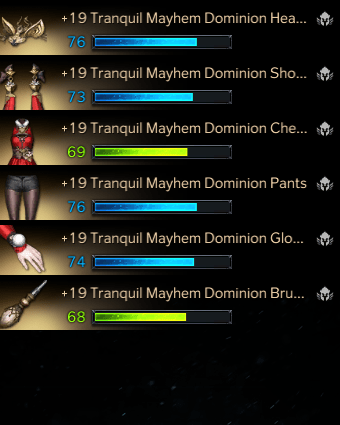 +19 Tranquil Mayhem Dominion Hea...
76
+19 Tranquil Mayhem Dominion Sho...
73
+19 Tranquil Mayhem Dominion Che...
69
+19 Tranquil Mayhem Dominion Pants
76
+19 Tranquil Mayhem Dominion Glo...
74
+19 Tranquil Mayhem Dominion Bru...
68